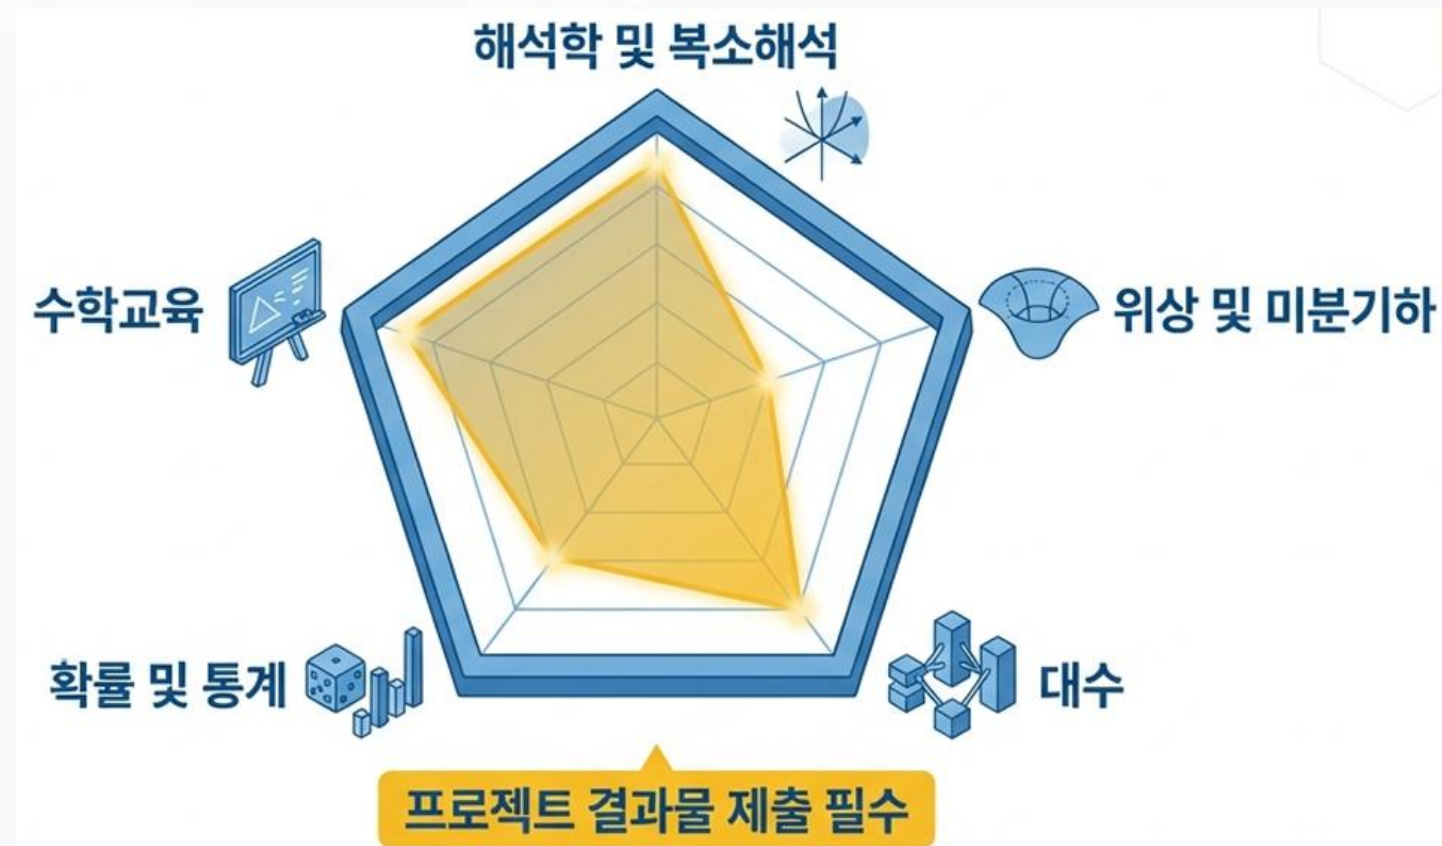 해석학 및 복소해석
수학교육
위상 및 미분기하
확률 및 통계
대수
프로젝트 결과물 제출 필수